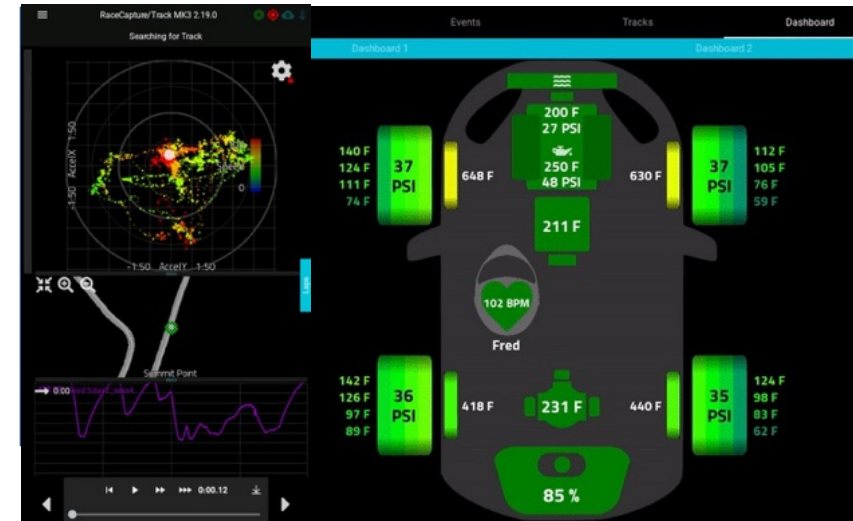 RaceCapture/Track MK3 2.19.0
Searching for Track
AccelX 1:50
-1:50
0
-1:50 AccelY 1:50
Laps
Summit Point
0:00
0:00.12
Events
Tracks
Dashboard
Dashboard 1
Dashboard 2
200 F
27 PSI
250 F
48 PSI
140 F
124 F
111 F
74 F
37
PSI
648 F
630 F
37
PSI
112 F
105 F
76 F
59 F
211 F
102 BPM
Fred
142 F
126 F
97 F
89 F
36
PSI
418 F
231 F
440 F
35
PSI
124 F
98 F
83 F
62 F
85 %